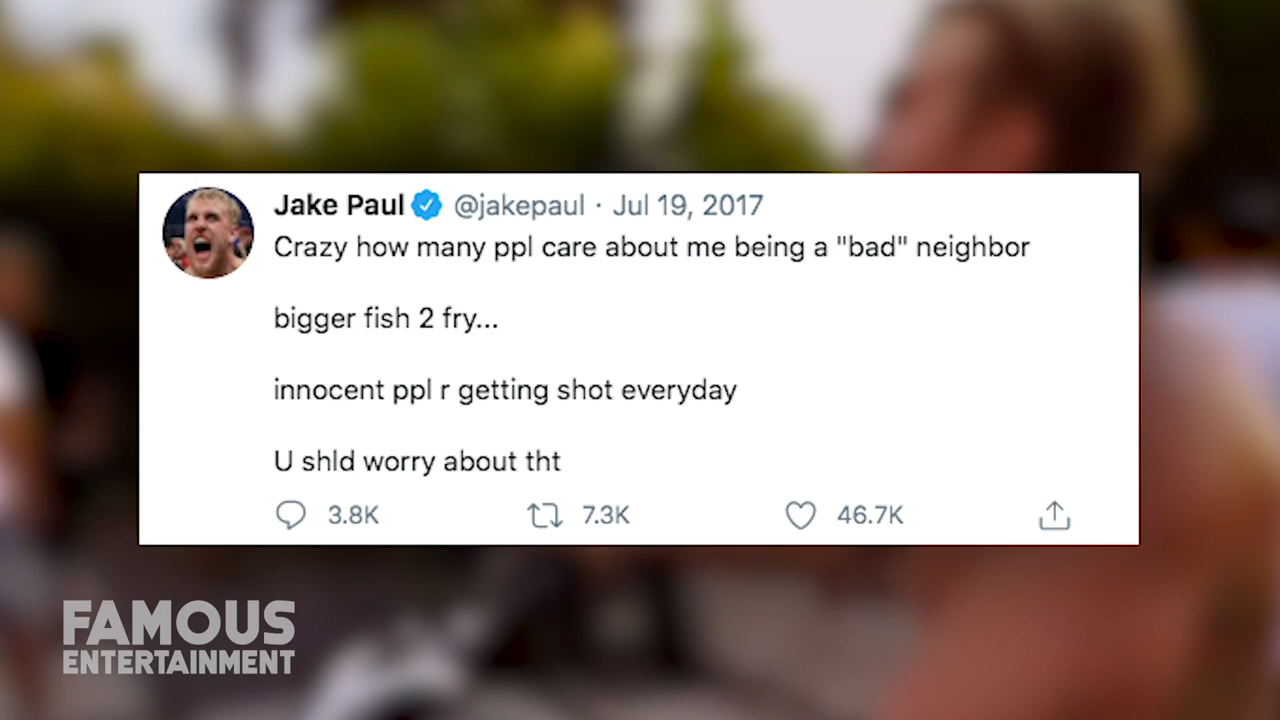 Jake Paul @jakepaul · Jul 19, 2017
Crazy how many ppl care about me being a "bad" neighbor
bigger fish 2 fry...
innocent ppl r getting shot everyday
U shld worry about tht
3.8K 7.3K 46.7K
FAMOUS
ENTERTAINMENT